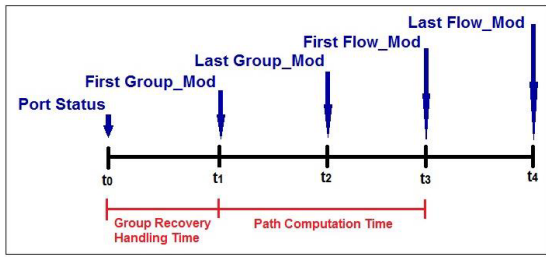 Last Flow_Mod
First Flow_Mod
Last Group_Mod
First Group_Mod
Port Status
t0 t1 t2 t3 t4
Group Recovery
Handling Time
Path Computation Time